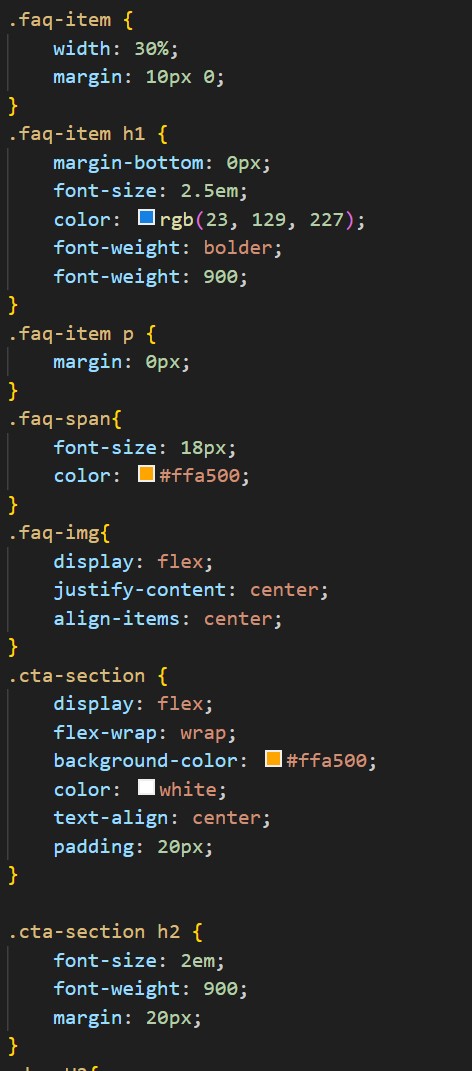 .faq-item {
    width: 30%;
    margin: 10px 0;
}
.faq-item h1 {
    margin-bottom: 0px;
    font-size: 2.5em;
    color: rgb(23, 129, 227);
    font-weight: bolder;
    font-weight: 900;
}
.faq-item p {
    margin: 0px;
}
.faq-span{
    font-size: 18px;
    color: #ffa500;
}
.faq-img{
    display: flex;
    justify-content: center;
    align-items: center;
}
.cta-section {
    display: flex;
    flex-wrap: wrap;
    background-color: #ffa500;
    color: white;
    text-align: center;
    padding: 20px;
}

.cta-section h2 {
    font-size: 2em;
    font-weight: 900;
    margin: 20px;
}